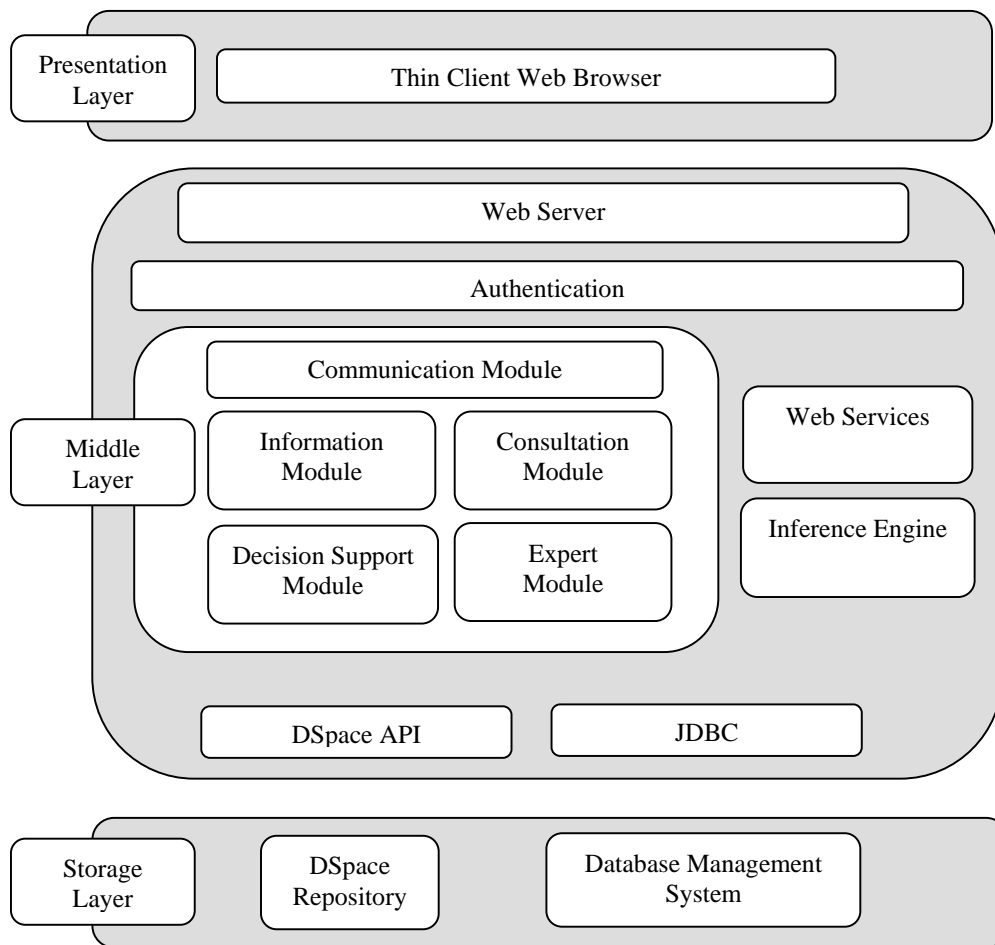 Presentation
Layer
Thin Client Web Browser
Web Server
Authentication
Communication Module
Information
Module
Consultation
Module
Web Services
Middle
Layer
Decision Support
Module
Expert
Module
Inference Engine
DSpace API
JDBC
Storage
Layer
DSpace
Repository
Database Management
System